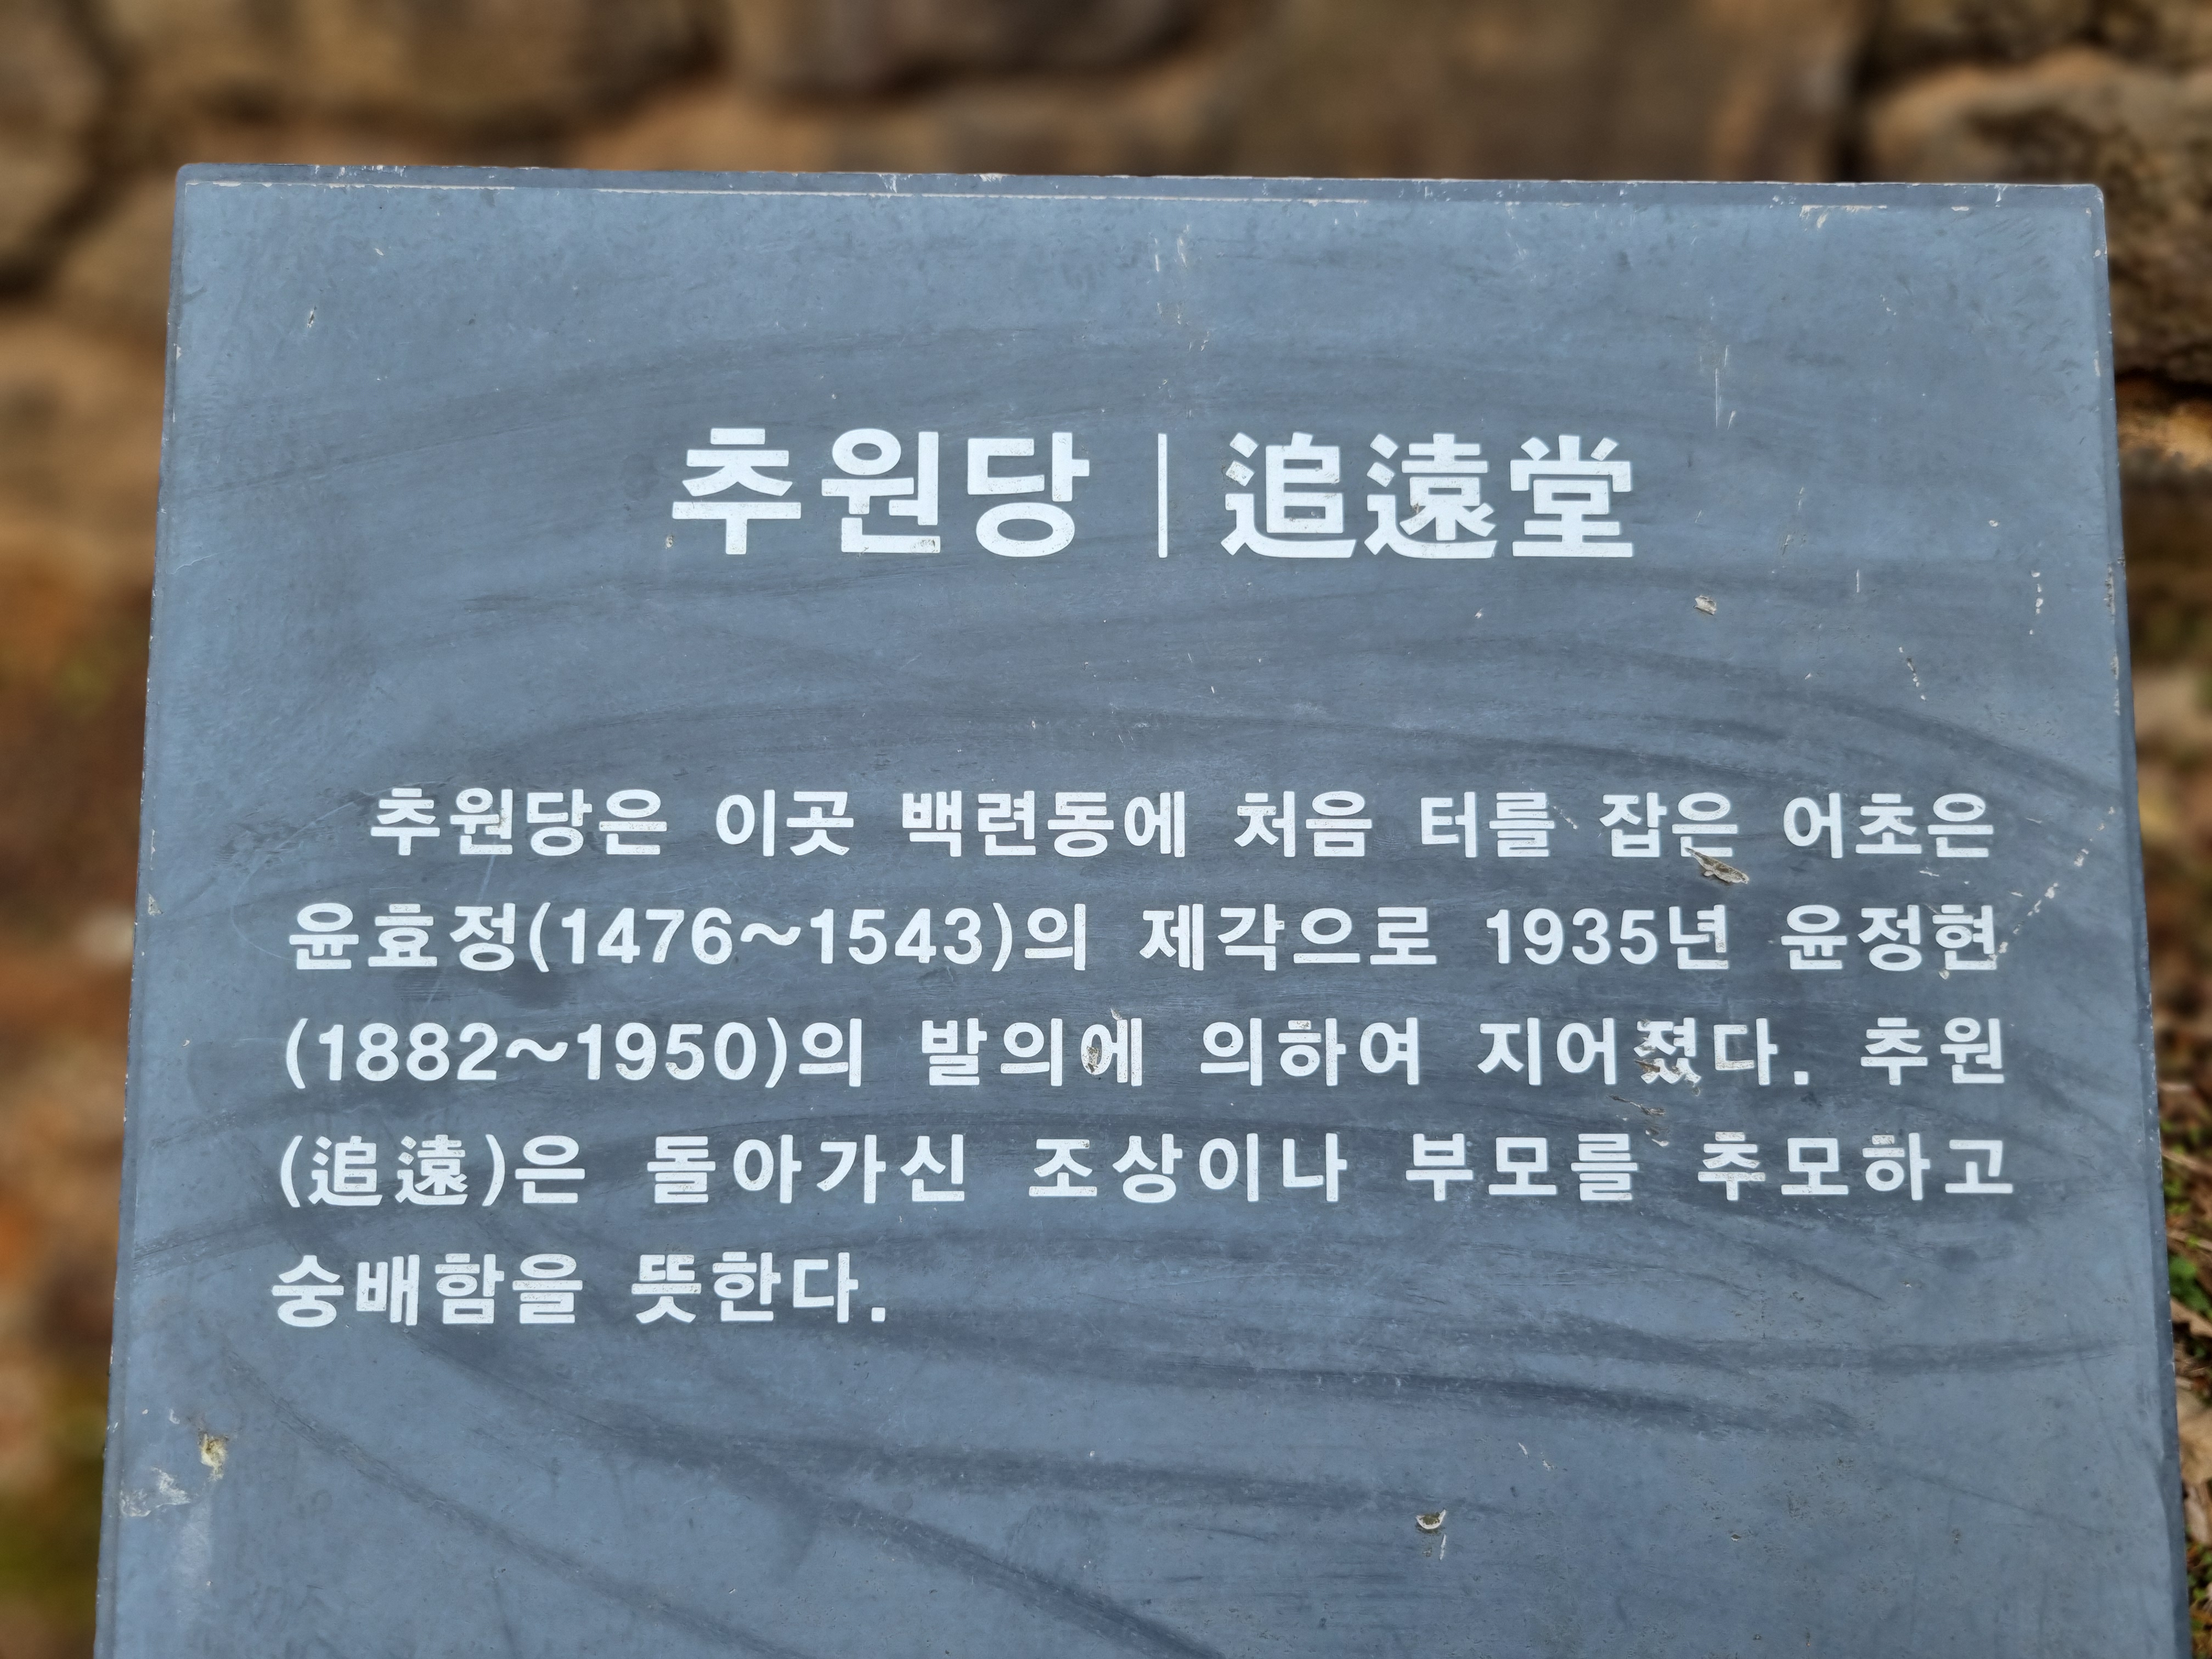 추원당 | 追遠堂
추원당은 이곳 백련동에 처음 터를 잡은 어초은
윤효정(1476~1543)의 제각으로 1935년 윤정현
(1882~1950)의 발의에 의하여 지어졌다. 추원
(追遠)은 돌아가신 조상이나 부모를 추모하고
숭배함을 뜻한다.